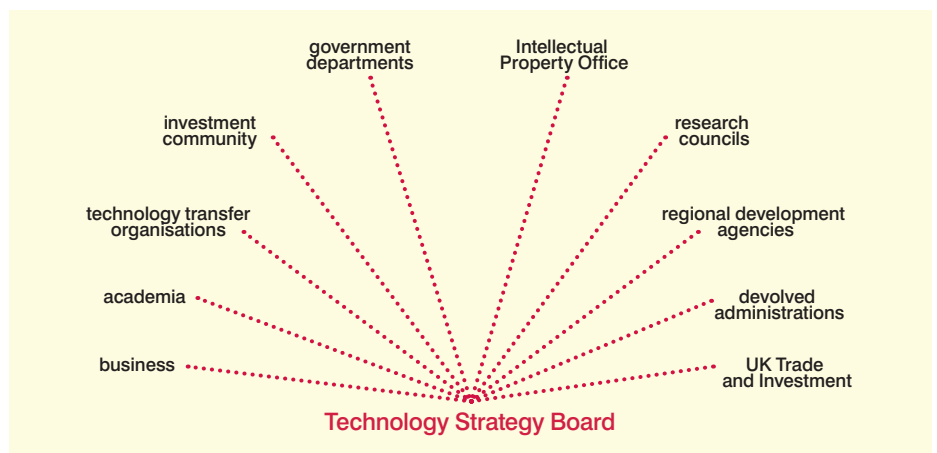 government
departments
Intellectual
Property Office
investment
community
research
councils
technology transfer
organisations
regional development
agencies
academia
devolved
administrations
business
UK Trade
and Investment
Technology Strategy Board